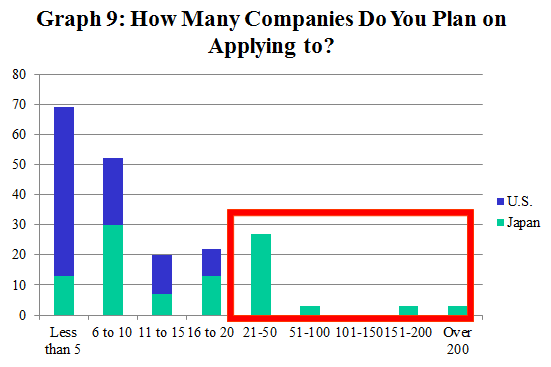 Graph 9: How Many Companies Do You Plan on
Applying to?
80
70
60
50
40
30
20
10
0
U.S.
Japan
Less than 5
6 to 10
11 to 15
16 to 20
21-50
51-100
101-150
151-200
Over 200